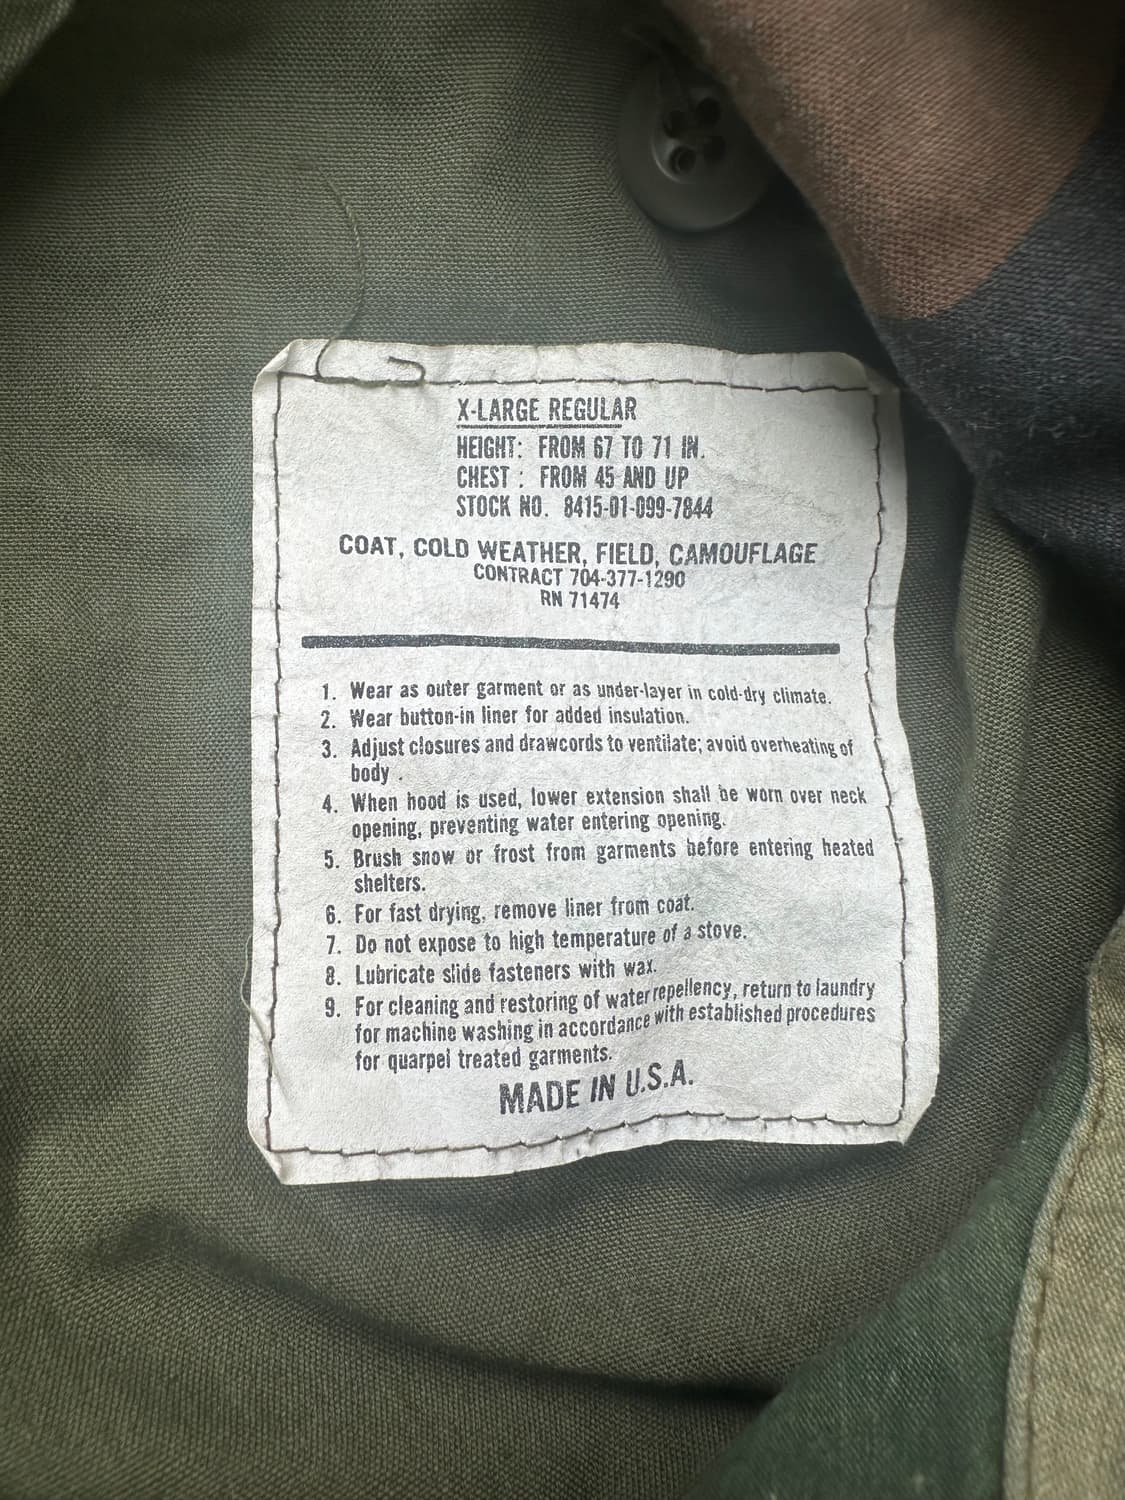 X-LARGE REGULAR
HEIGHT: FROM 67 TO 71 IN.
CHEST : FROM 45 AND UP
STOCK NO. 8415-01-099-7844
COAT, COLD WEATHER, FIELD, CAMOUFLAGE
CONTRACT 704-377-1290
RN 71474
1. Wear as outer garment or as under-layer in cold-dry climate.
2. Wear button-in liner for added insulation.
3. Adjust closures and drawcords to ventilate; avoid overheating of
body .
4. When hood is used, lower extension shall be worn over neck
opening, preventing water entering opening.
5. Brush snow or frost from garments before entering heated
shelters.
6. For fast drying, remove liner from coat.
7. Do not expose to high temperature of a stove.
8. Lubricate slide fasteners with wax.
9. For cleaning and restoring of water repellency, return to laundry
for machine washing in accordance with established procedures
for quarpel treated garments.
MADE IN U.S.A.